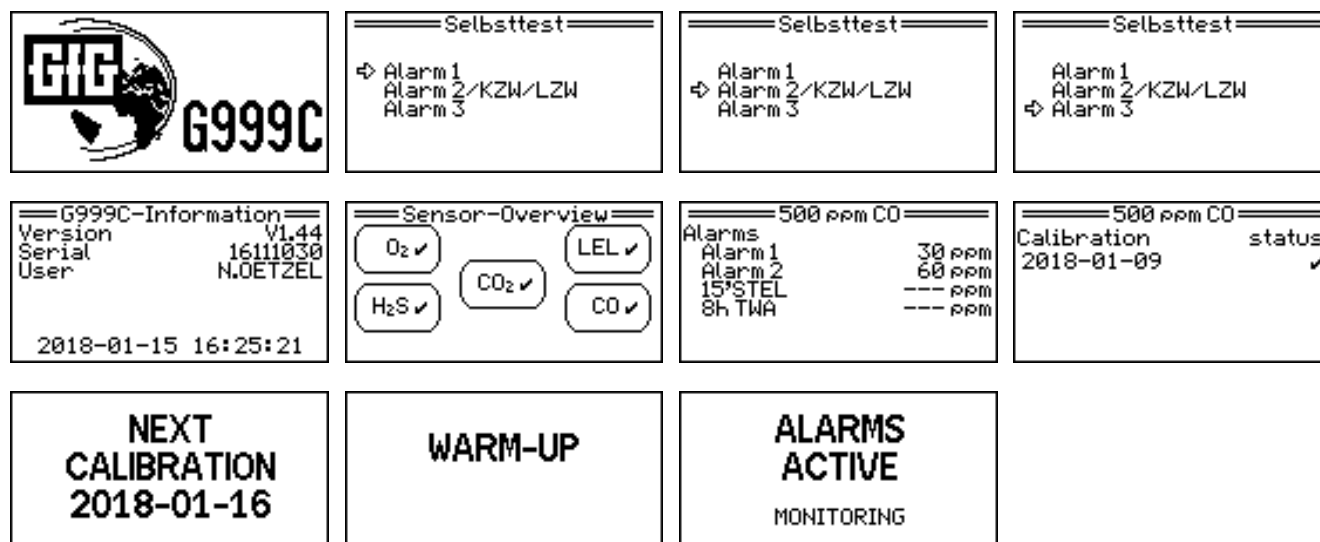 GfG
G999C
Selbsttest
Alarm 1
Alarm 2/KZW/LZW
Alarm 3
Selbsttest
Alarm 1
Alarm 2/KZW/LZW
Alarm 3
Selbsttest
Alarm 1
Alarm 2/KZW/LZW
Alarm 3
G999C-Information
Version V1.44
Serial 16111030
User N.OETZEL
2018-01-15 16:25:21
Sensor-Overview
O₂ ✔ LEL ✔
CO₂ ✔
H₂S ✔ CO ✔
500 ppm CO
Alarms
Alarm 1 30 ppm
Alarm 2 60 ppm
15'STEL --- ppm
8h TWA --- ppm
500 ppm CO
Calibration status
2018-01-09 ✔
NEXT
CALIBRATION
2018-01-16
WARM-UP
ALARMS
ACTIVE
MONITORING